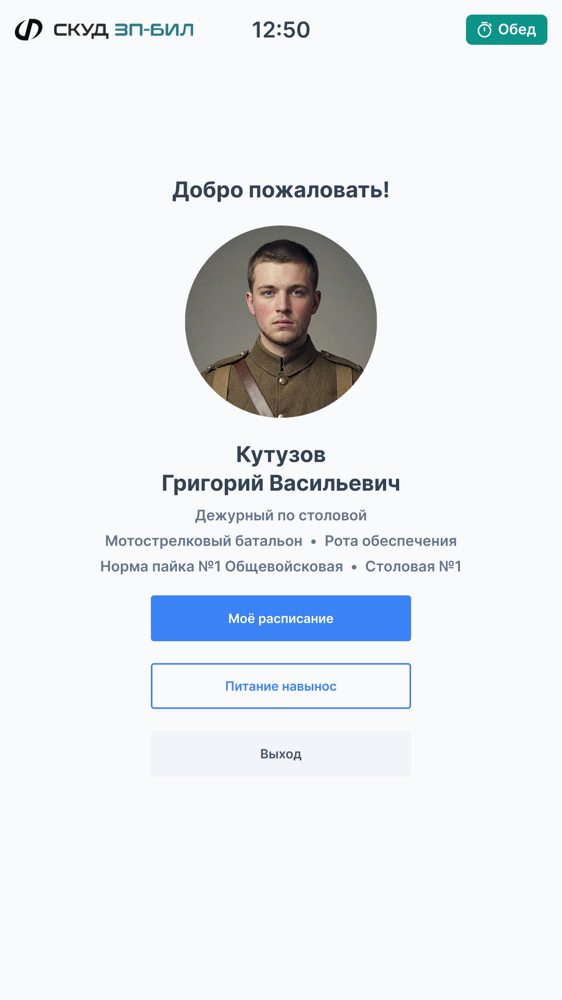 СКУД ЗП-БИЛ
12:50
Обед
Добро пожаловать!
Кутузов
Григорий Васильевич
Дежурный по столовой
Мотострелковый батальон • Рота обеспечения
Норма пайка №1 Общевойсковая • Столовая №1
Моё расписание
Питание навынос
Выход